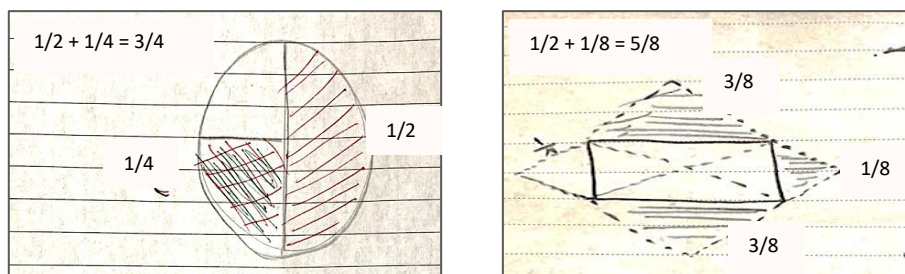 1/2 + 1/4 = 3/4
1/4
1/2
1/2 + 1/8 = 5/8
3/8
1/8
3/8